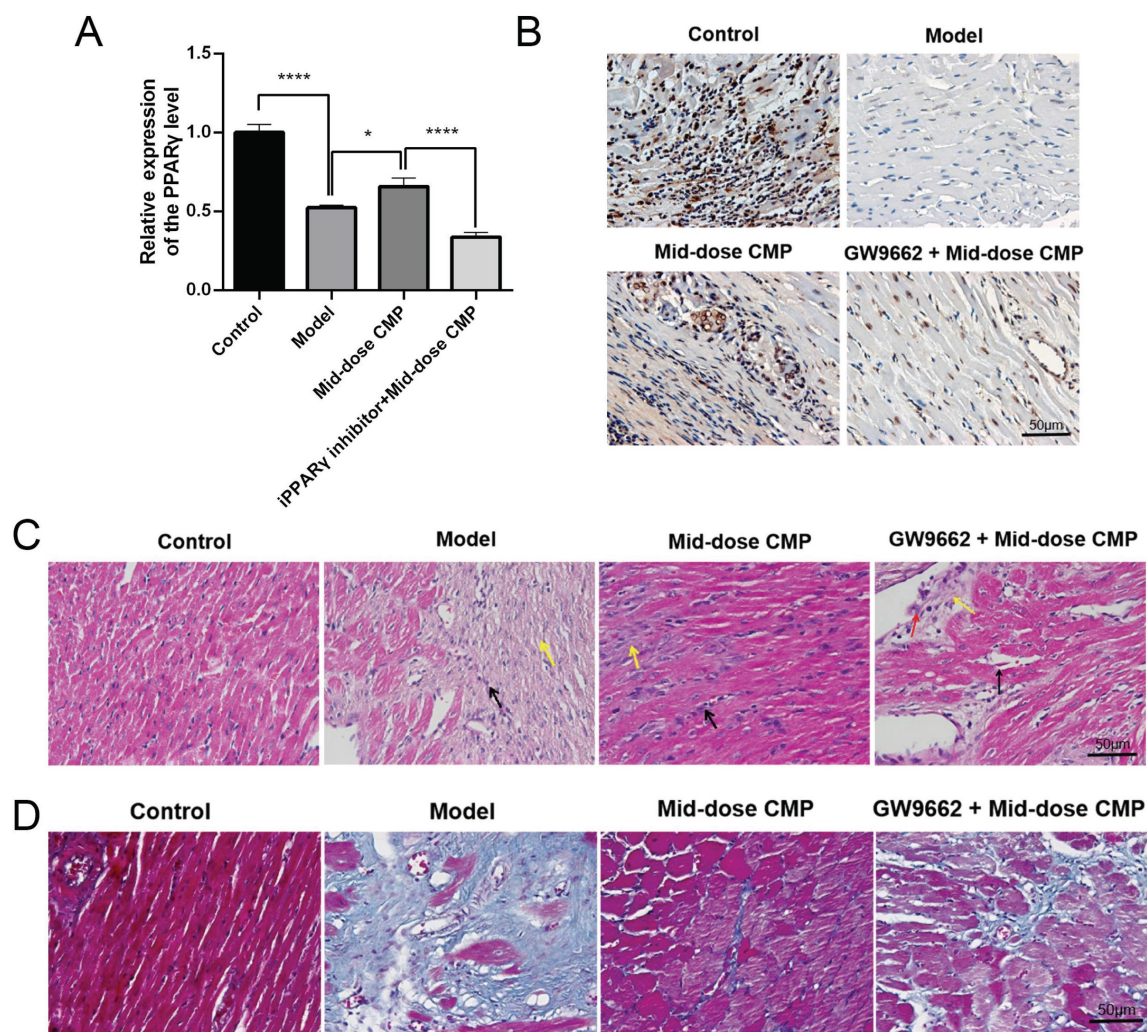 A
Relative expression
of the PPARγ level
1.5
1.0
0.5
0.0
****
*
****
Control
Model
Mid-dose CMP
iPPARγ inhibitor+Mid-dose CMP
B
Control
Model
Mid-dose CMP
GW9662 + Mid-dose CMP
50μm
C
Control
Model
Mid-dose CMP
GW9662 + Mid-dose CMP
50μm
D
Control
Model
Mid-dose CMP
GW9662 + Mid-dose CMP
50μm